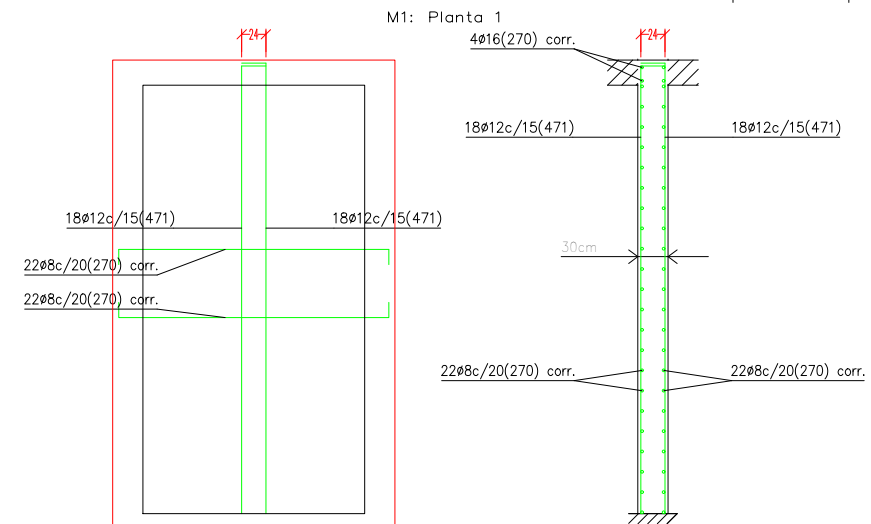 M1: Planta 1
24
4ø16(270) corr.
24
18ø12c/15(471)
18ø12c/15(471)
18ø12c/15(471)
18ø12c/15(471)
30cm
22ø8c/20(270) corr.
22ø8c/20(270) corr.
22ø8c/20(270) corr.
22ø8c/20(270) corr.